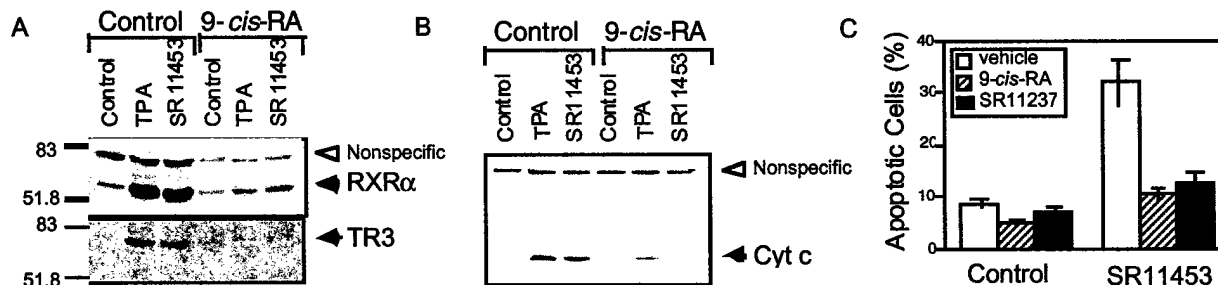 A
Control
9-cis-RA
Control
TPA
SR11453
Control
TPA
SR11453
83
51.8
83
51.8
Nonspecific
RXRα
TR3
B
Control
9-cis-RA
Control
TPA
SR11453
Control
TPA
SR11453
Nonspecific
Cyt c
C
Apoptotic Cells (%)
40
30
20
10
0
vehicle
9-cis-RA
SR11237
Control
SR11453